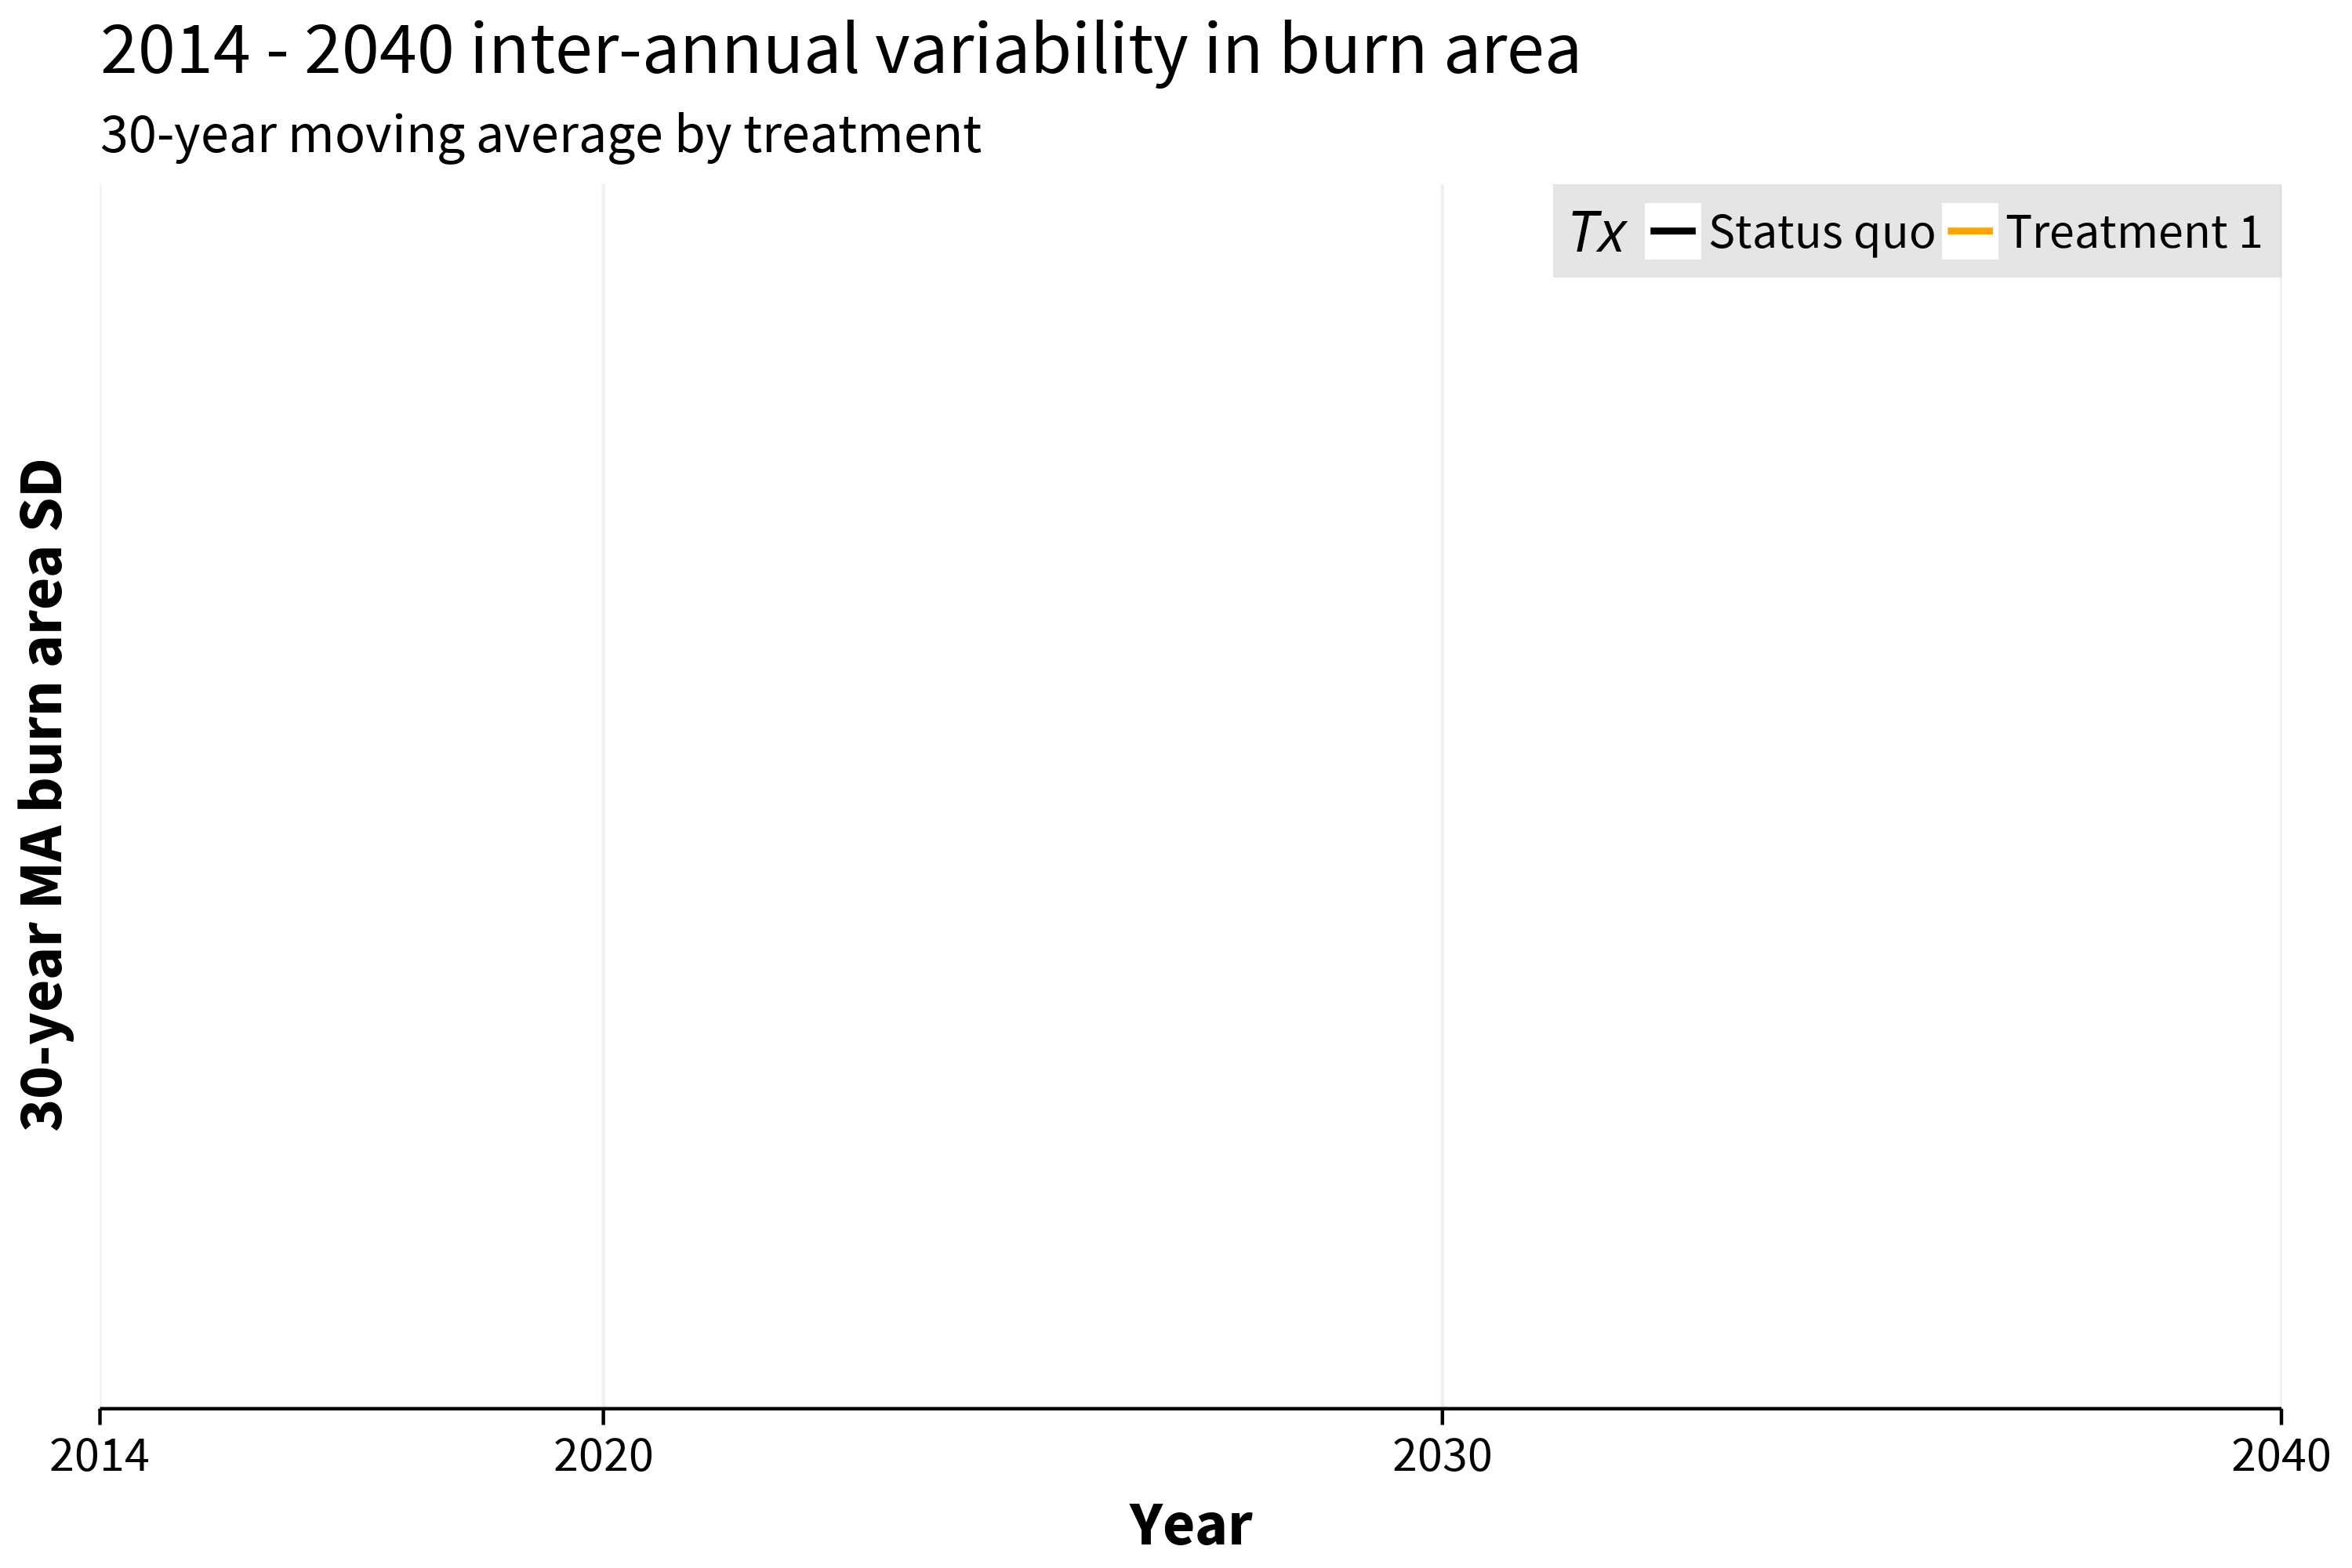 2014 - 2040 inter-annual variability in burn area
30-year moving average by treatment
Tx Status quo Treatment 1
30-year MA burn area SD
2014 2020 2030 2040
Year